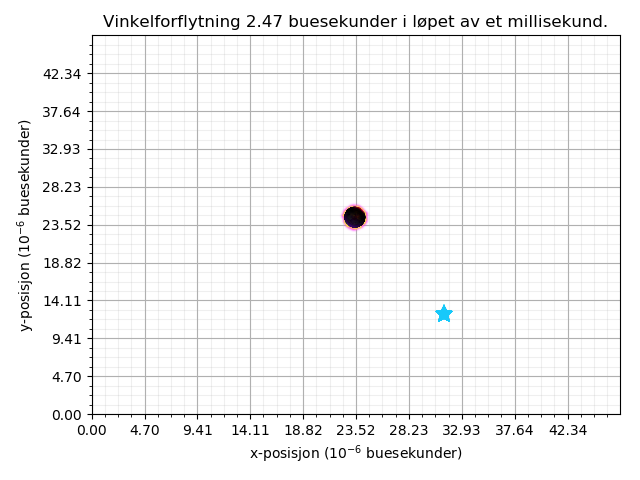 Vinkelforflytning 2.47 buesekunder i løpet av et millisekund.
42.34
37.64
32.93
28.23
23.52
18.82
14.11
9.41
4.70
0.00
y-posisjon (10⁻⁶ buesekunder)
0.00 4.70 9.41 14.11 18.82 23.52 28.23 32.93 37.64 42.34
x-posisjon (10⁻⁶ buesekunder)